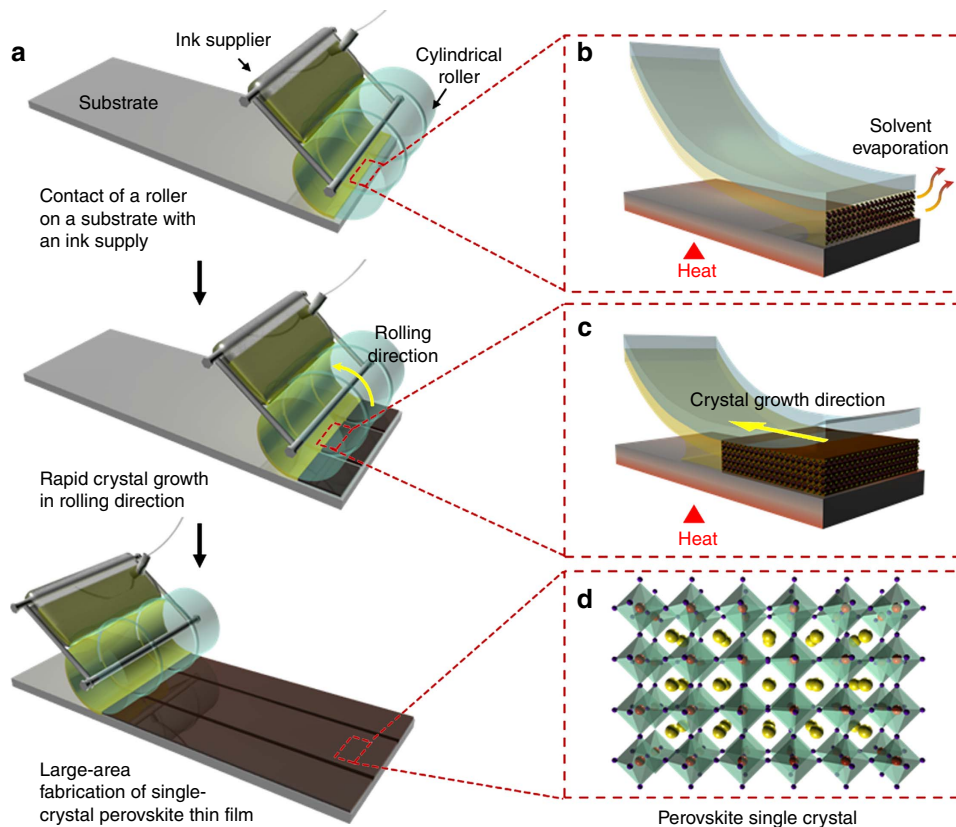 a
Ink supplier
Cylindrical
roller
Substrate
Contact of a roller
on a substrate with
an ink supply
b
Solvent
evaporation
Heat
Rolling
direction
Rapid crystal growth
in rolling direction
c
Crystal growth direction
Heat
Large-area
fabrication of single-
crystal perovskite thin film
d
Perovskite single crystal